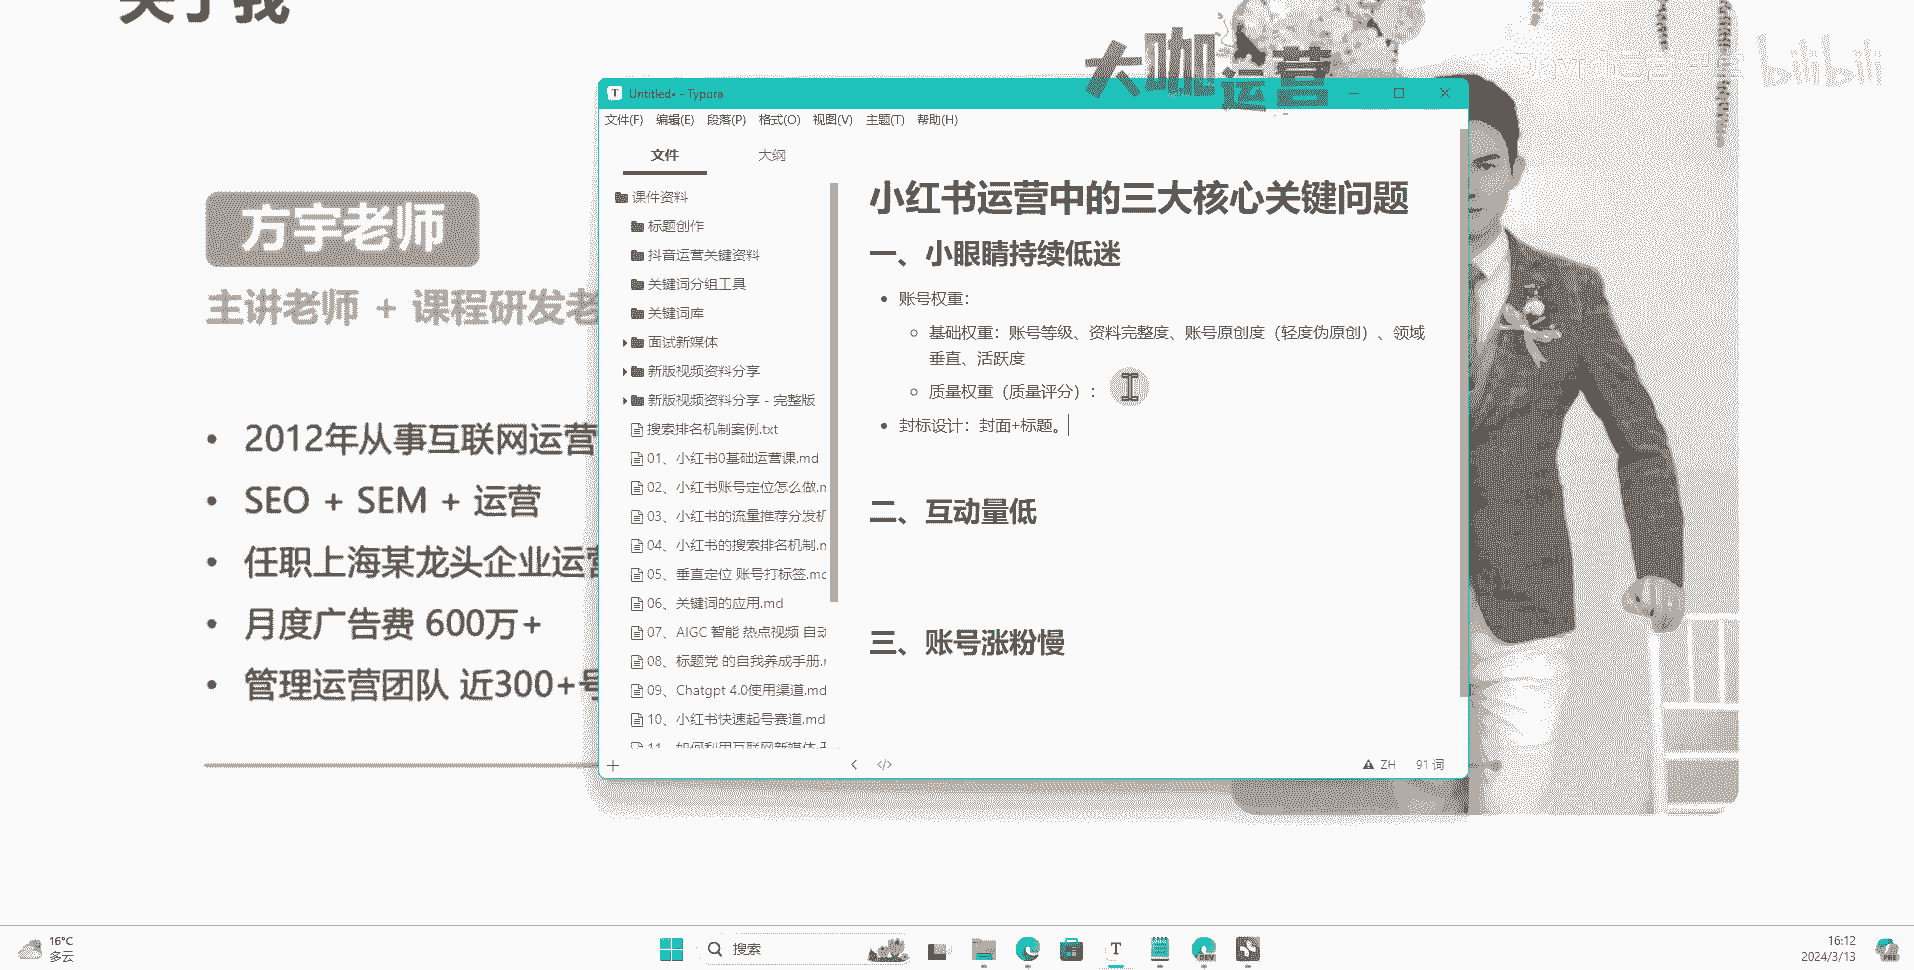 关于我
大咖运营
bilibili
方宇老师
主讲老师 + 课程研发老
2012年从事互联网运营
SEO + SEM + 运营
任职上海某龙头企业运营
月度广告费 600万+
管理运营团队 近300+号
Untitled• - Typora
文件(F) 编辑(E) 段落(P) 格式(O) 视图(V) 主题(T) 帮助(H)
文件 大纲
课件资料
标题创作
抖音运营关键资料
关键词分组工具
关键词库
面试新媒体
新版视频资料分享
新版视频资料分享 - 完整版
搜索排名机制案例.txt
01、小红书0基础运营课.md
02、小红书账号定位怎么做.m
03、小红书的流量推荐分发机
04、小红书的搜索排名机制.m
05、垂直定位 账号打标签.md
06、关键词的应用.md
07、AIGC 智能 热点视频 自动
08、标题党 的自我养成手册.m
09、Chatgpt 4.0使用渠道.md
10、小红书快速起号赛道.md
11、如何利用互联网新媒体
小红书运营中的三大核心关键问题
一、小眼睛持续低迷
账号权重：
基础权重：账号等级、资料完整度、账号原创度（轻度伪原创）、领域
垂直、活跃度
质量权重（质量评分）：
封标设计：封面+标题。
二、互动量低
三、账号涨粉慢
ZH 91 词
16°C
多云
搜索
16:12
2024/3/13